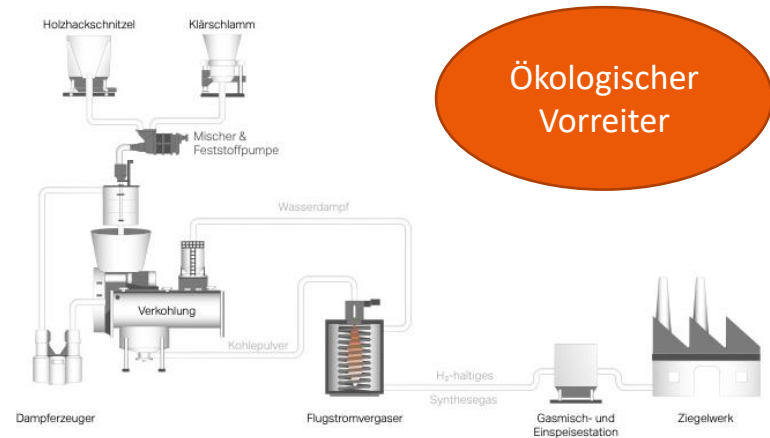 Holzhackschnitzel
Klärschlamm
Ökologischer
Vorreiter
Mischer &
Feststoffpumpe
Wasserdampf
Verkohlung
Kohlepulver
H₂-haltiges
Synthesegas
Dampferzeuger
Flugstromvergaser
Gasmisch- und
Einspeisestation
Ziegelwerk